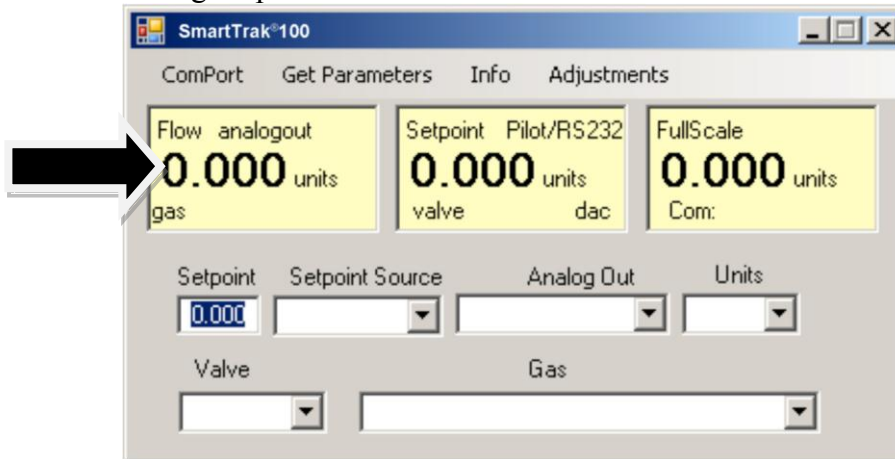 SmartTrak®100
ComPort Get Parameters Info Adjustments
Flow analogout Setpoint Pilot/RS232 FullScale
0.000 units 0.000 units 0.000 units
gas valve dac Com:
Setpoint Setpoint Source Analog Out Units
0.000
Valve Gas